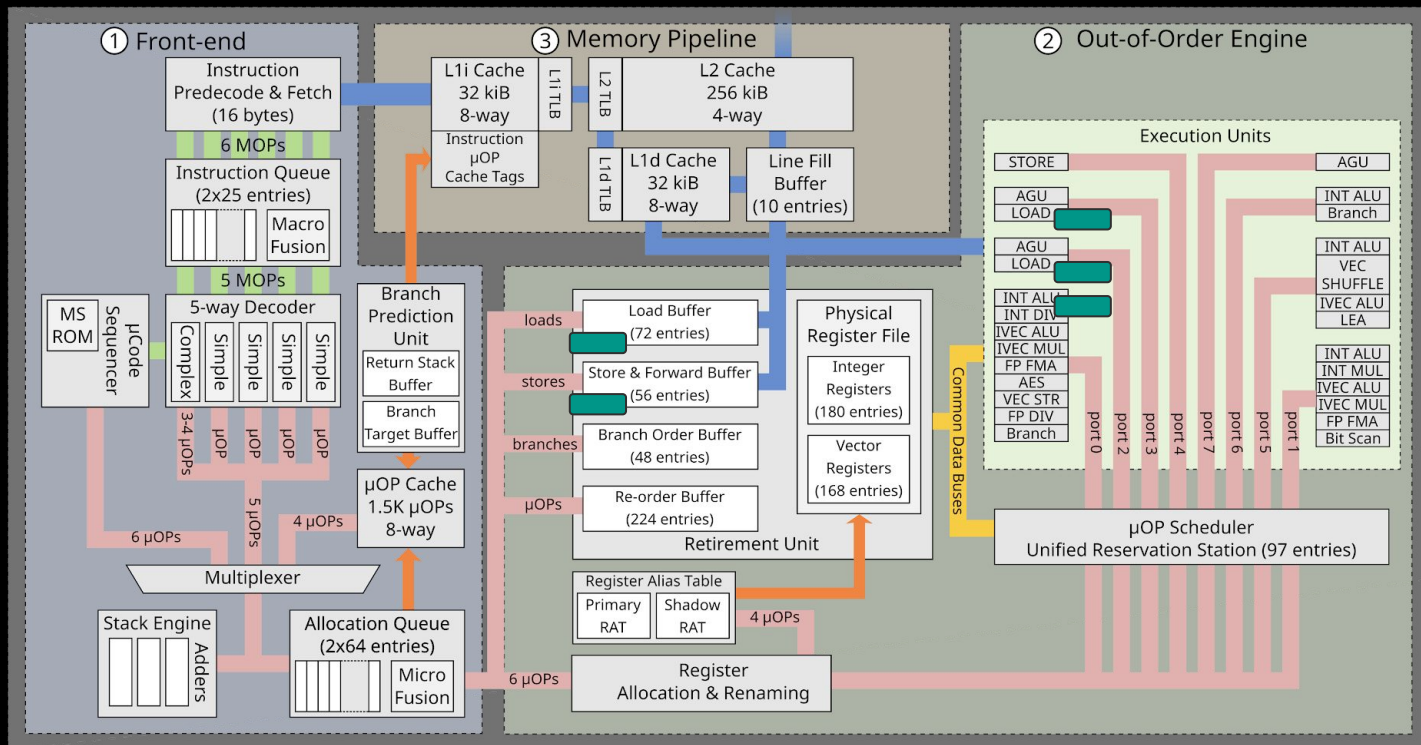 ① Front-end
Instruction
Predecode & Fetch
(16 bytes)
6 MOPs
Instruction Queue
(2x25 entries)
Macro
Fusion
5 MOPs
MS
ROM
µCode
Sequencer
5-way Decoder
Complex
Simple
Simple
Simple
Simple
3-4 µOPs
µOP
µOP
µOP
µOP
Branch
Prediction
Unit
Return Stack
Buffer
Branch
Target Buffer
µOP Cache
1.5K µOPs
8-way
6 µOPs
5 µOPs
4 µOPs
Multiplexer
Stack Engine
Adders
Allocation Queue
(2x64 entries)
Micro
Fusion
③ Memory Pipeline
L1i Cache
32 kiB
8-way
L1i TLB
Instruction
µOP
Cache Tags
L2 TLB
L2 Cache
256 kiB
4-way
L1d TLB
L1d Cache
32 kiB
8-way
Line Fill
Buffer
(10 entries)
② Out-of-Order Engine
Execution Units
STORE
AGU
LOAD
AGU
LOAD
INT ALU
INT DIV
IVEC ALU
IVEC MUL
FP FMA
AES
VEC STR
FP DIV
Branch
AGU
INT ALU
Branch
INT ALU
VEC
SHUFFLE
IVEC ALU
LEA
INT ALU
INT MUL
IVEC ALU
IVEC MUL
FP FMA
Bit Scan
port 0
port 2
port 3
port 4
port 7
port 6
port 5
port 1
Common Data Buses
µOP Scheduler
Unified Reservation Station (97 entries)
loads
Load Buffer
(72 entries)
stores
Store & Forward Buffer
(56 entries)
branches
Branch Order Buffer
(48 entries)
µOPs
Re-order Buffer
(224 entries)
Physical
Register File
Integer
Registers
(180 entries)
Vector
Registers
(168 entries)
Retirement Unit
Register Alias Table
Primary
RAT
Shadow
RAT
4 µOPs
6 µOPs
Register
Allocation & Renaming